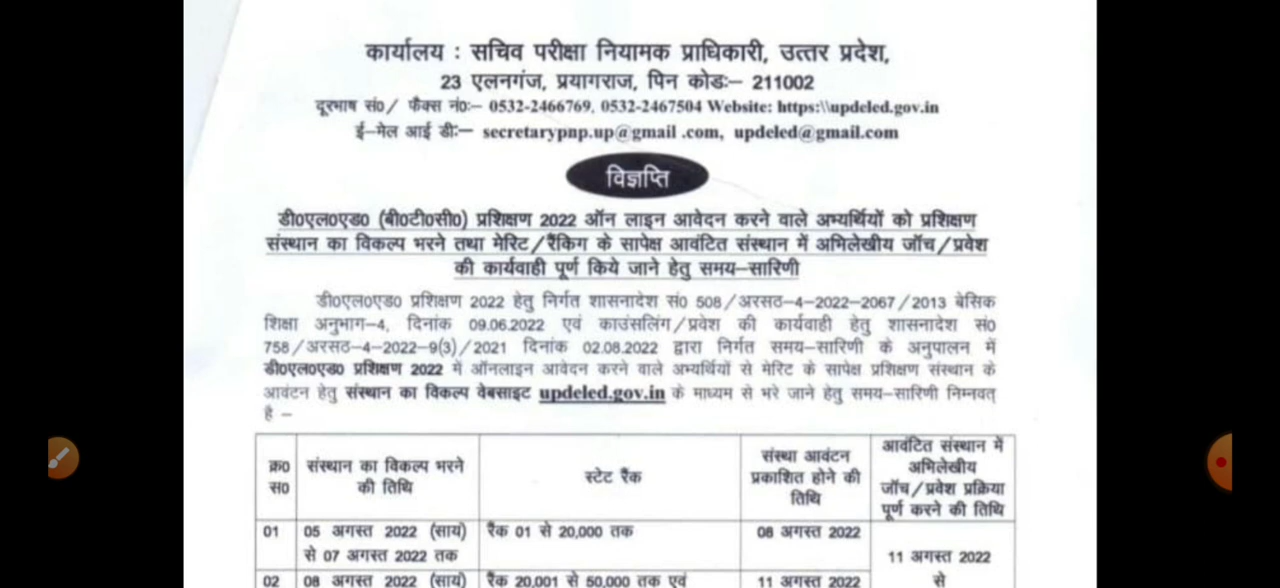 कार्यालय : सचिव परीक्षा नियामक प्राधिकारी, उत्तर प्रदेश,
23 एलनगंज, प्रयागराज, पिन कोडः– 211002
दूरभाष सं0/ फैक्स नं0:– 0532-2466769, 0532-2467504 Website: https:\\updeled.gov.in
ई–मेल आई डीः– secretarypnp.up@gmail .com, updeled@gmail.com
विज्ञप्ति
डी0एल0एड0 (बी0टी0सी0) प्रशिक्षण 2022 ऑन लाइन आवेदन करने वाले अभ्यर्थियों को प्रशिक्षण
संस्थान का विकल्प भरने तथा मेरिट/रैंकिग के सापेक्ष आवंटित संस्थान में अभिलेखीय जॉच/प्रवेश
की कार्यवाही पूर्ण किये जाने हेतु समय–सारिणी
डी0एल0एड0 प्रशिक्षण 2022 हेतु निर्गत शासनादेश सं0 508/अरसठ–4–2022–2067/2013 बेसिक
शिक्षा अनुभाग–4, दिनांक 09.06.2022 एवं काउंसलिंग/प्रवेश की कार्यवाही हेतु शासनादेश सं0
758/अरसठ–4–2022–9(3)/2021 दिनांक 02.08.2022 द्वारा निर्गत समय–सारिणी के अनुपालन में
डी0एल0एड0 प्रशिक्षण 2022 में ऑनलाइन आवेदन करने वाले अभ्यर्थियों से मेरिट के सापेक्ष प्रशिक्षण संस्थान के
आवंटन हेतु संस्थान का विकल्प वेबसाइट updeled.gov.in के माध्यम से भरे जाने हेतु समय–सारिणी निम्नवत्
है –
क्र0 स0 संस्थान का विकल्प भरने की तिथि स्टेट रैंक संस्था आवंटन प्रकाशित होने की तिथि आवंटित संस्थान में अभिलेखीय जॉच/प्रवेश प्रक्रिया पूर्ण करने की तिथि
01 05 अगस्त 2022 (सायं) रैंक 01 से 20,000 तक 08 अगस्त 2022
से 07 अगस्त 2022 तक 11 अगस्त 2022
02 08 अगस्त 2022 (सायं) रैंक 20,001 से 50,000 तक एवं 11 अगस्त 2022 से